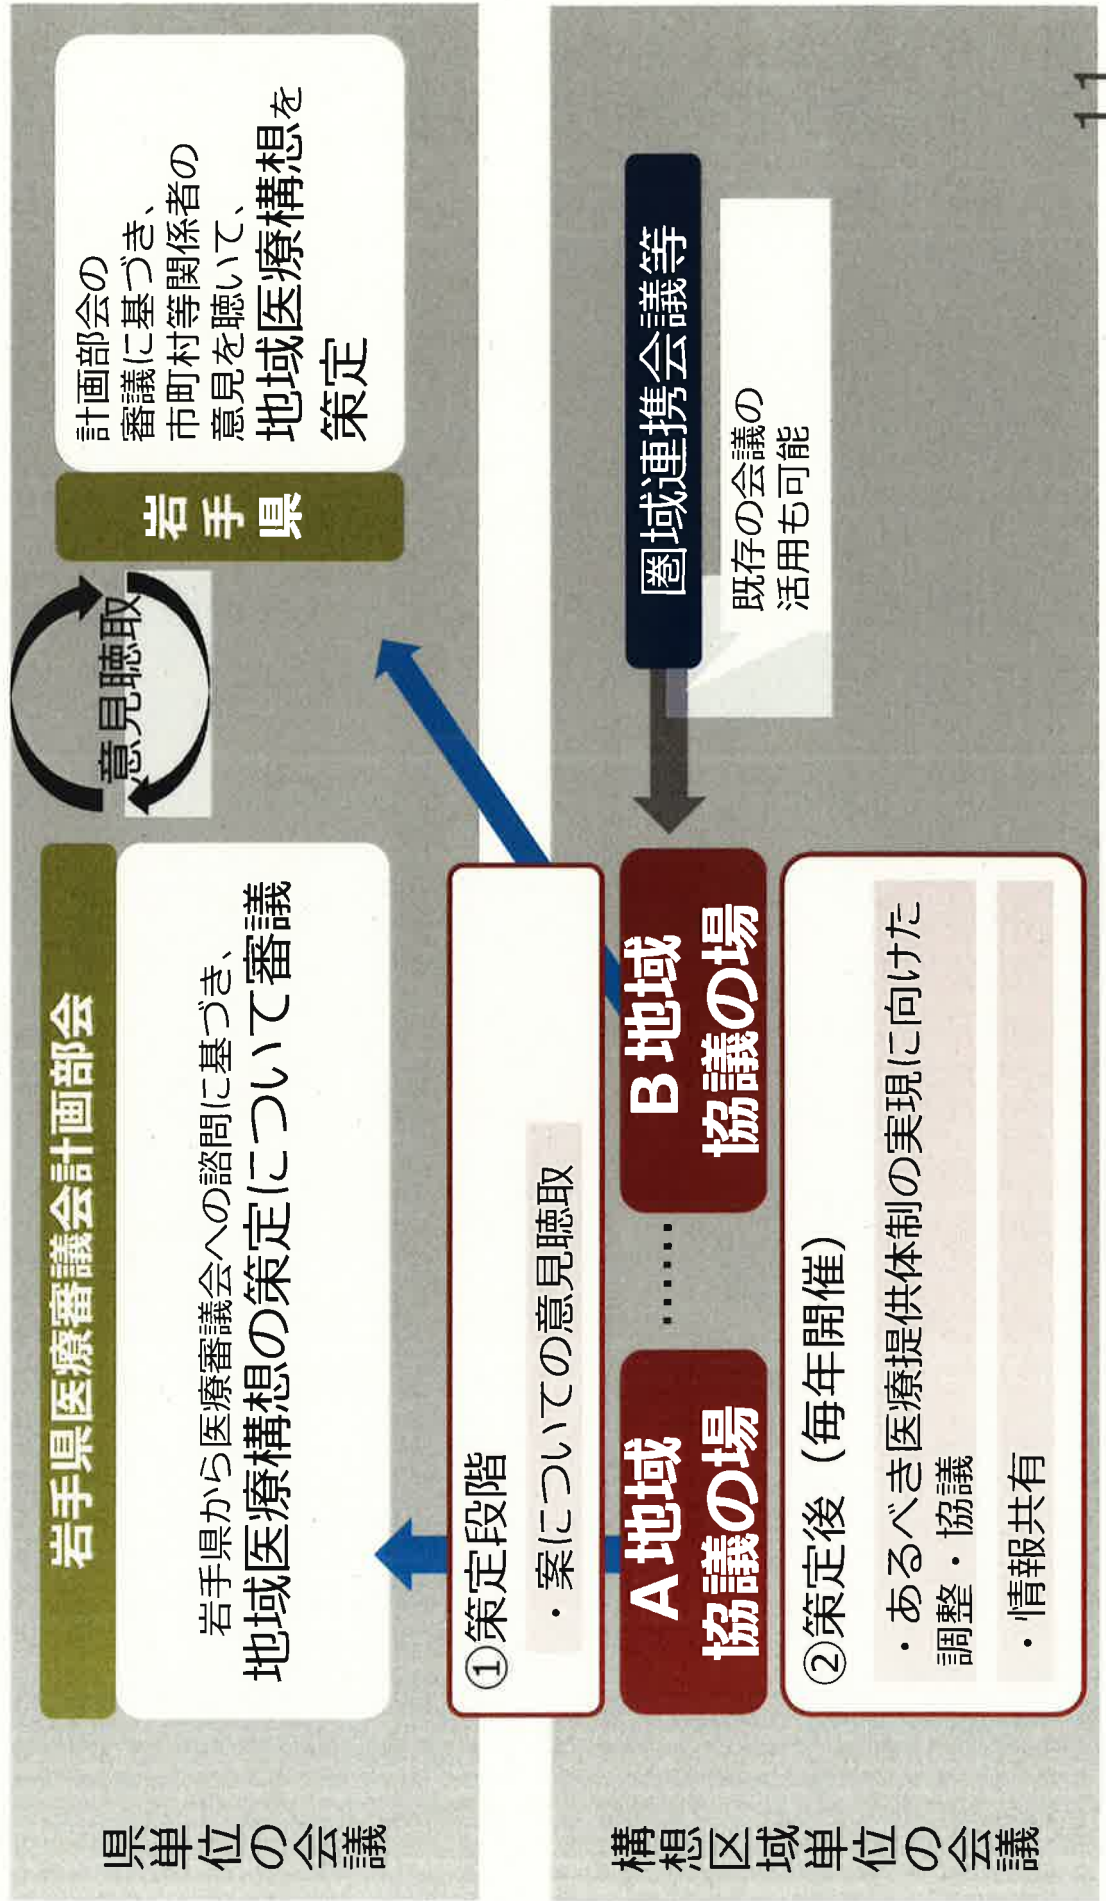 県単位の会議
岩手県医療審議会計画部会
岩手県から医療審議会への諮問に基づき、
地域医療構想の策定について審議
意見聴取
岩手県
計画部会の
審議に基づき、
市町村等関係者の
意見を聴いて、
地域医療構想を
策定
構想区域単位の会議
①策定段階
・案についての意見聴取
A地域
協議の場
……
B地域
協議の場
圏域連携会議等
既存の会議の
活用も可能
②策定後（毎年開催）
・あるべき医療提供体制の実現に向けた
調整・協議
・情報共有
11